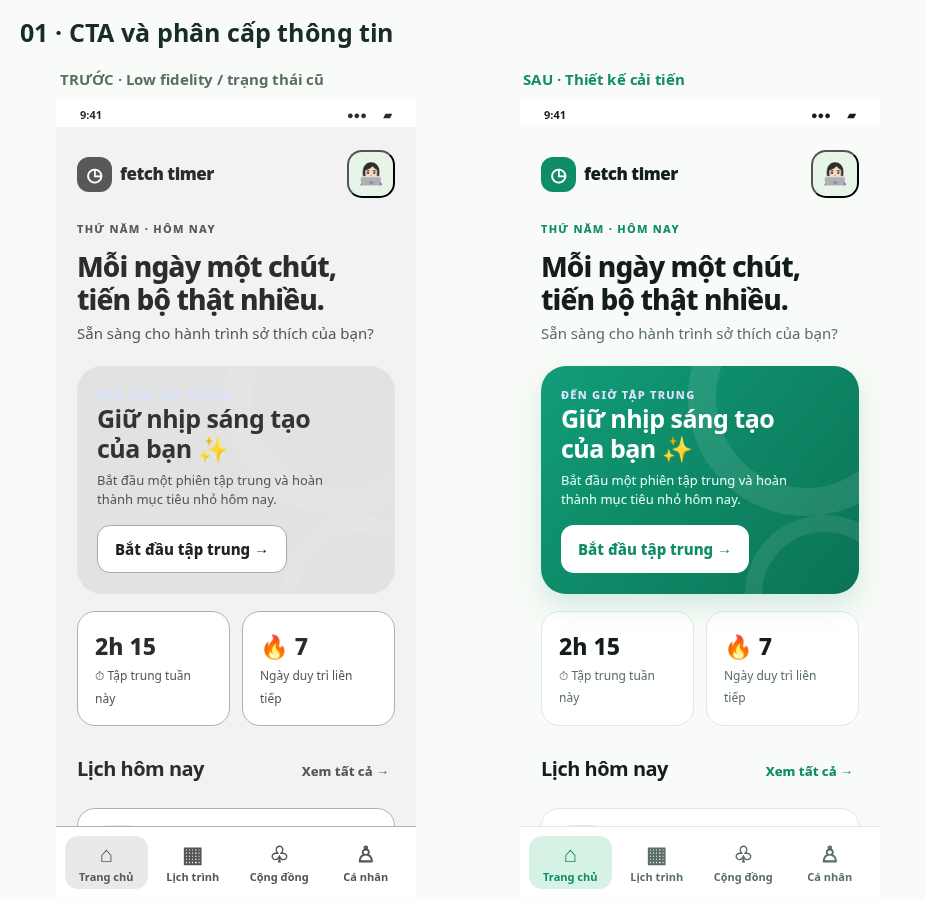 01 · CTA và phân cấp thông tin
TRƯỚC · Low fidelity / trạng thái cũ
9:41
fetch timer
THỨ NĂM · HÔM NAY
Mỗi ngày một chút,
tiến bộ thật nhiều.
Sẵn sàng cho hành trình sở thích của bạn?
ĐẾN GIỜ TẬP TRUNG
Giữ nhịp sáng tạo
của bạn ✨
Bắt đầu một phiên tập trung và hoàn
thành mục tiêu nhỏ hôm nay.
Bắt đầu tập trung →
2h 15
⏱ Tập trung tuần
này
🔥 7
Ngày duy trì liên
tiếp
Lịch hôm nay
Xem tất cả →
Trang chủ
Lịch trình
Cộng đồng
Cá nhân
SAU · Thiết kế cải tiến
9:41
fetch timer
THỨ NĂM · HÔM NAY
Mỗi ngày một chút,
tiến bộ thật nhiều.
Sẵn sàng cho hành trình sở thích của bạn?
ĐẾN GIỜ TẬP TRUNG
Giữ nhịp sáng tạo
của bạn ✨
Bắt đầu một phiên tập trung và hoàn
thành mục tiêu nhỏ hôm nay.
Bắt đầu tập trung →
2h 15
⏱ Tập trung tuần
này
🔥 7
Ngày duy trì liên
tiếp
Lịch hôm nay
Xem tất cả →
Trang chủ
Lịch trình
Cộng đồng
Cá nhân